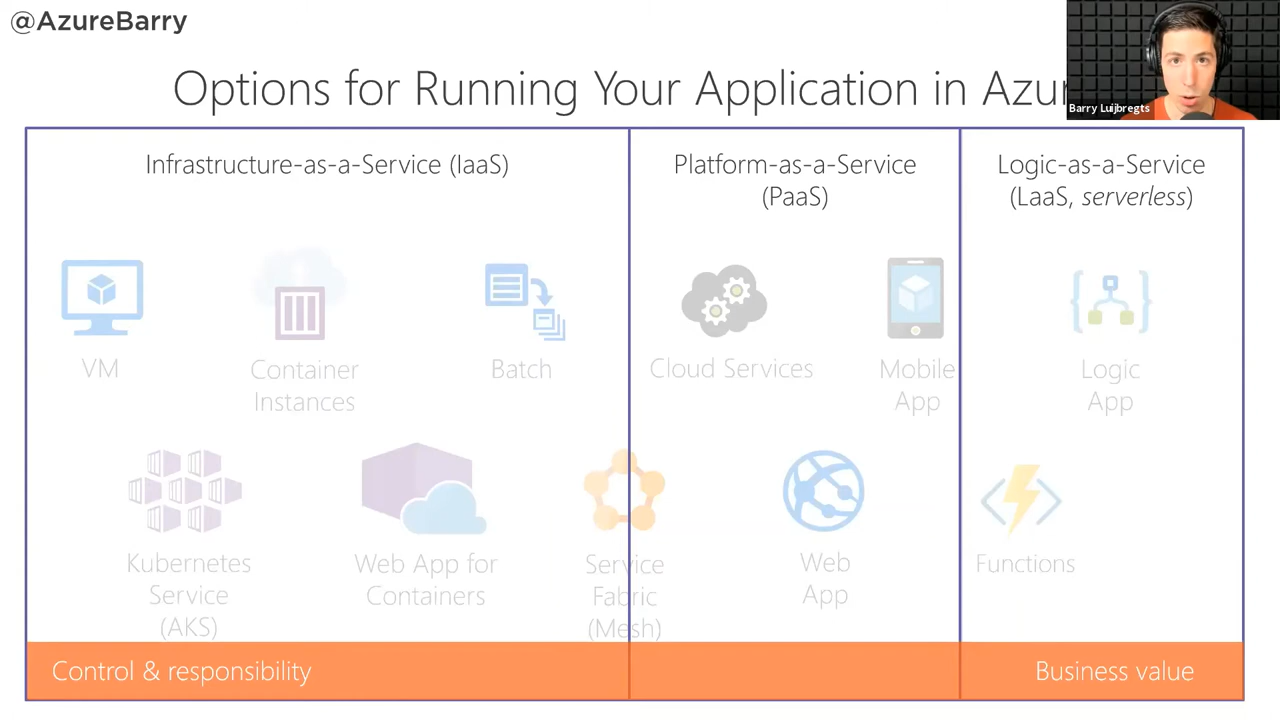 @AzureBarry
Options for Running Your Application in Azu
Barry Luijbregts
Infrastructure-as-a-Service (IaaS)
Platform-as-a-Service
(PaaS)
Logic-as-a-Service
(LaaS, serverless)
VM
Container
Instances
Batch
Cloud Services
Mobile
App
Logic
App
Kubernetes
Service
(AKS)
Web App for
Containers
Service
Fabric
(Mesh)
Web
App
Functions
Control & responsibility
Business value